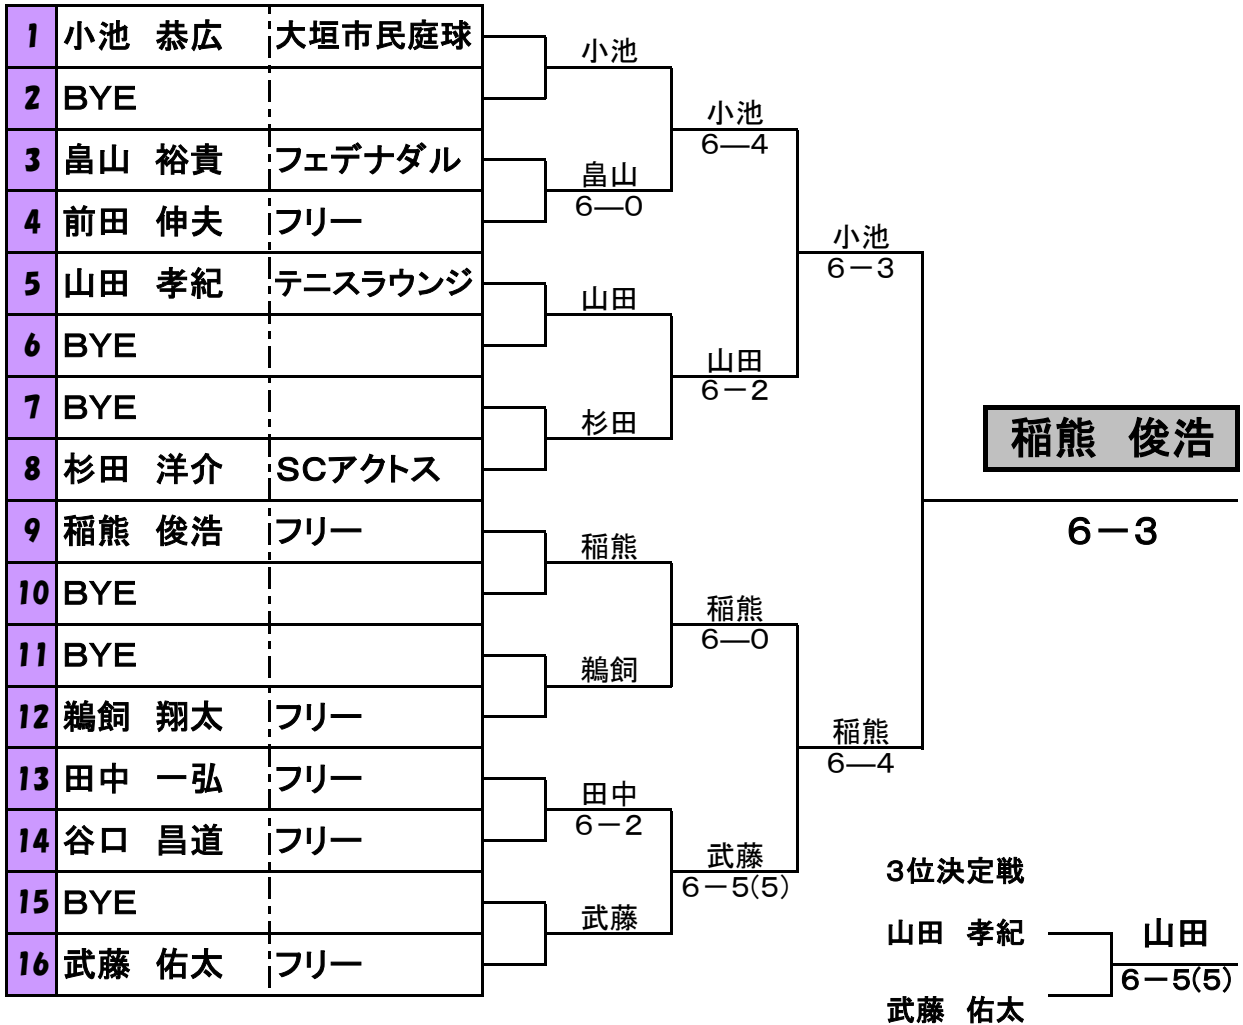 1 小池 恭広 大垣市民庭球
2 BYE
3 畠山 裕貴 フェデナダル
4 前田 伸夫 フリー
5 山田 孝紀 テニスラウンジ
6 BYE
7 BYE
8 杉田 洋介 SCアクトス
9 稲熊 俊浩 フリー
10 BYE
11 BYE
12 鵜飼 翔太 フリー
13 田中 一弘 フリー
14 谷口 昌道 フリー
15 BYE
16 武藤 佑太 フリー
小池
畠山
6―0
山田
杉田
稲熊
鵜飼
田中
6－2
武藤
小池
6―4
山田
6－2
稲熊
6―0
武藤
6－5(5)
小池
6－3
稲熊
6―4
稲熊 俊浩
6－3
3位決定戦
山田 孝紀
武藤 佑太
山田
6－5(5)